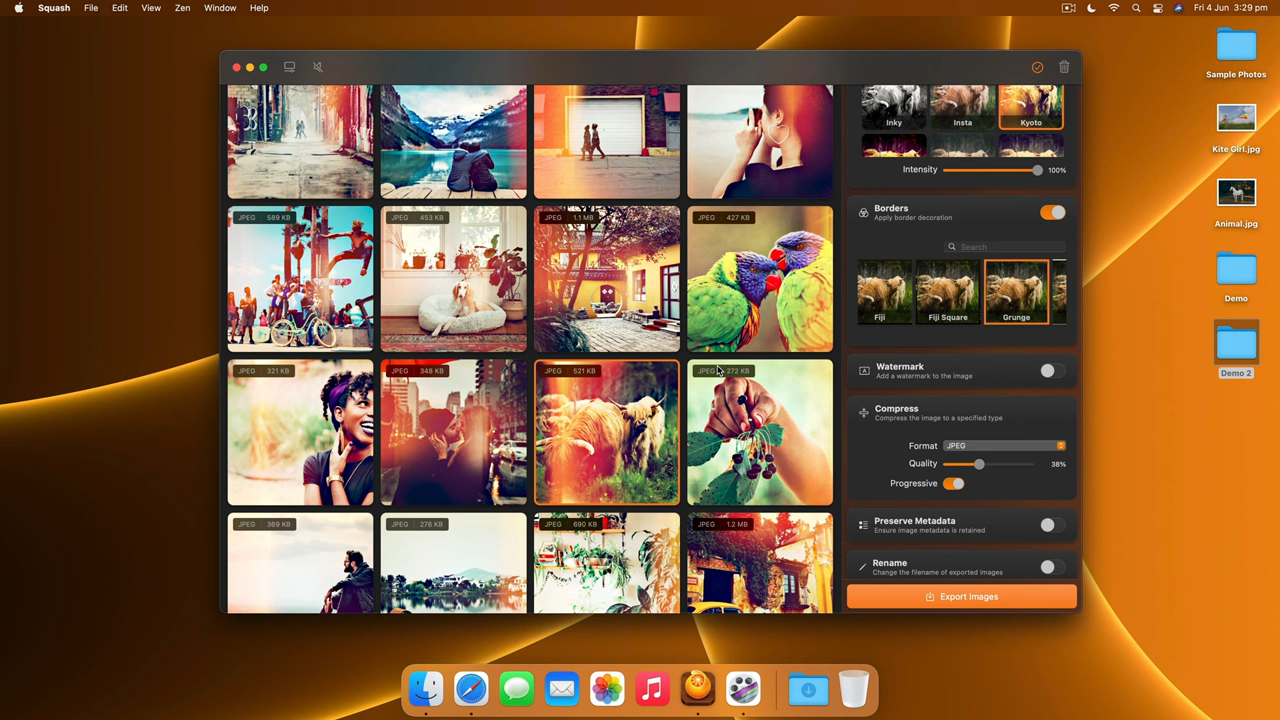 Squash File Edit View Zen Window Help
Fri 4 Jun 3:29 pm
Sample Photos
Kite Girl.jpg
Animal.jpg
Demo
Demo 2
JPEG 589 KB
JPEG 453 KB
JPEG 1.1 MB
JPEG 427 KB
JPEG 321 KB
JPEG 348 KB
JPEG 521 KB
JPEG 272 KB
JPEG 369 KB
JPEG 276 KB
JPEG 690 KB
JPEG 1.2 MB
Inky
Insta
Kyoto
Intensity 100%
Borders
Apply border decoration
Search
Fiji
Fiji Square
Grunge
Watermark
Add a watermark to the image
Compress
Compress the image to a specified type
Format JPEG
Quality 38%
Progressive
Preserve Metadata
Ensure image metadata is retained
Rename
Change the filename of exported images
Export Images